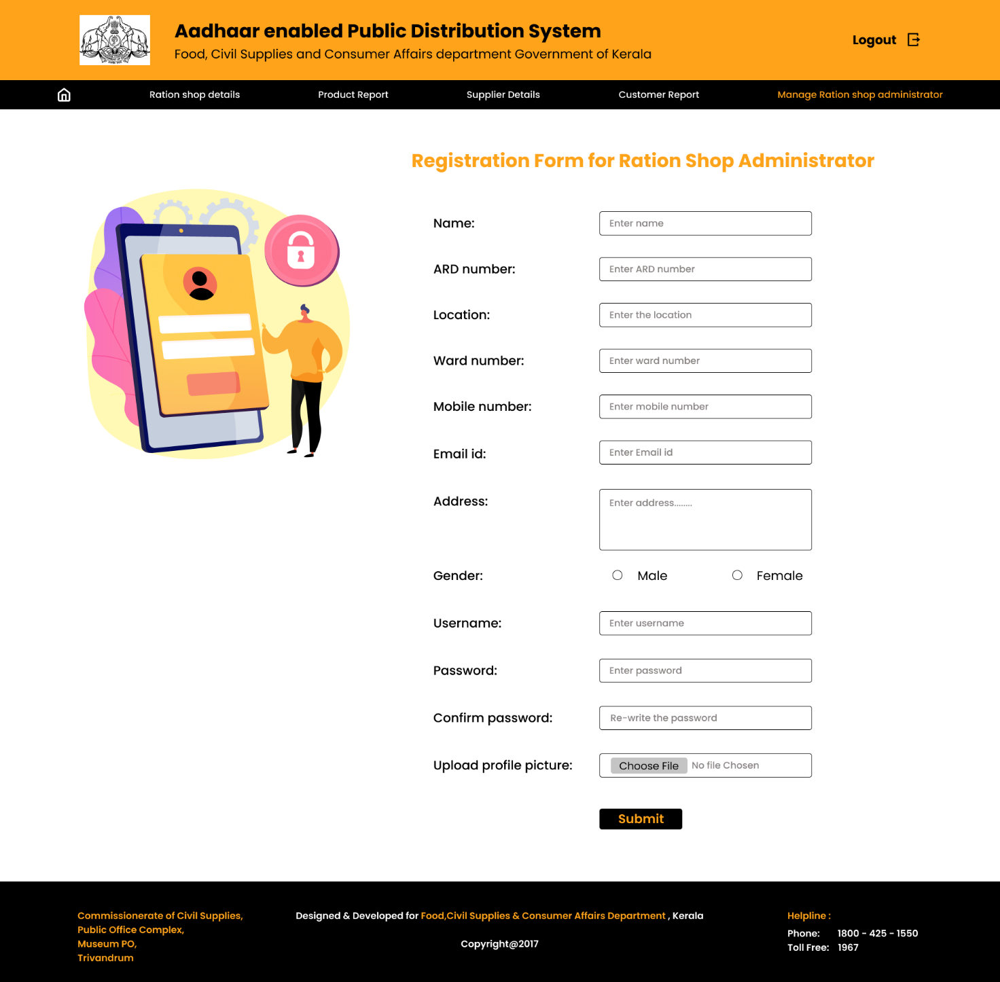 Aadhaar enabled Public Distribution System
Food, Civil Supplies and Consumer Affairs department Government of Kerala
Logout
Ration shop details
Product Report
Supplier Details
Customer Report
Manage Ration shop administrator
Registration Form for Ration Shop Administrator
Name:
Enter name
ARD number:
Enter ARD number
Location:
Enter the location
Ward number:
Enter ward number
Mobile number:
Enter mobile number
Email id:
Enter Email id
Address:
Enter address........
Gender:
Male
Female
Username:
Enter username
Password:
Enter password
Confirm password:
Re-write the password
Upload profile picture:
Choose File
No file Chosen
Submit
Commissionerate of Civil Supplies,
Public Office Complex,
Museum PO,
Trivandrum
Designed & Developed for Food,Civil Supplies & Consumer Affairs Department , Kerala
Copyright@2017
Helpline :
Phone: 1800 - 425 - 1550
Toll Free: 1967